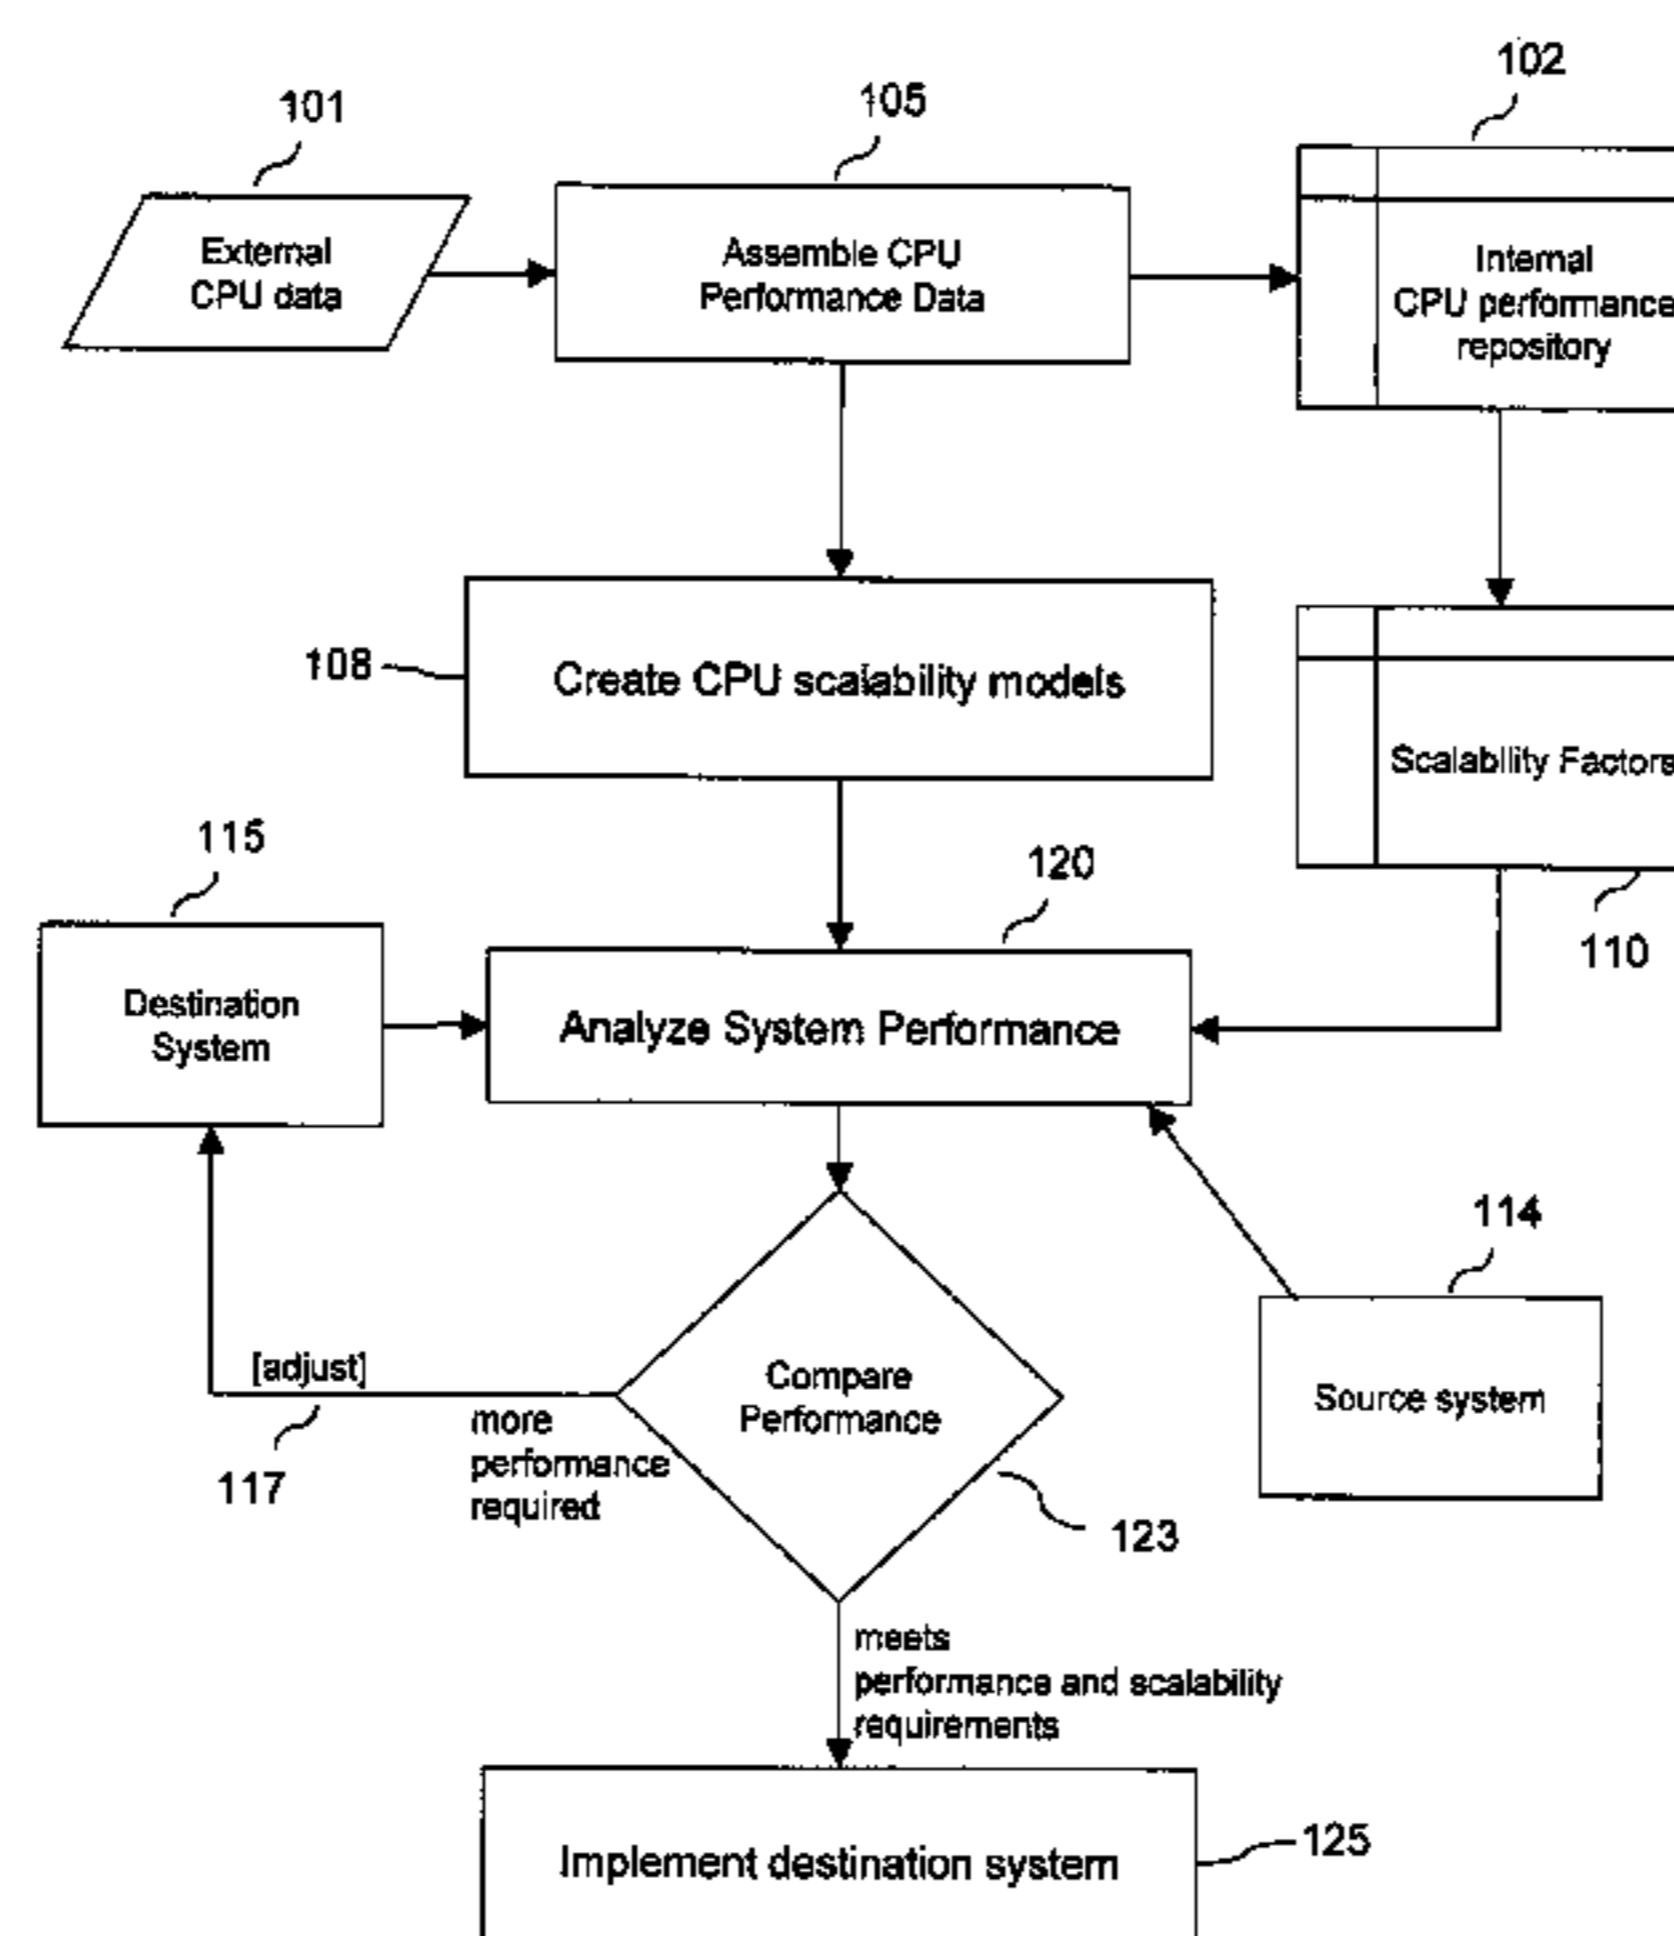 102
101
105
External
CPU data
Assemble CPU
Performance Data
Internal
CPU performance
repository
108
Create CPU scalability models
Scalability Factors
115
120
110
Destination
System
Analyze System Performance
114
[adjust]
117
more
performance
required
Compare
Performance
Source system
123
meets
performance and scalability
requirements
Implement destination system
125